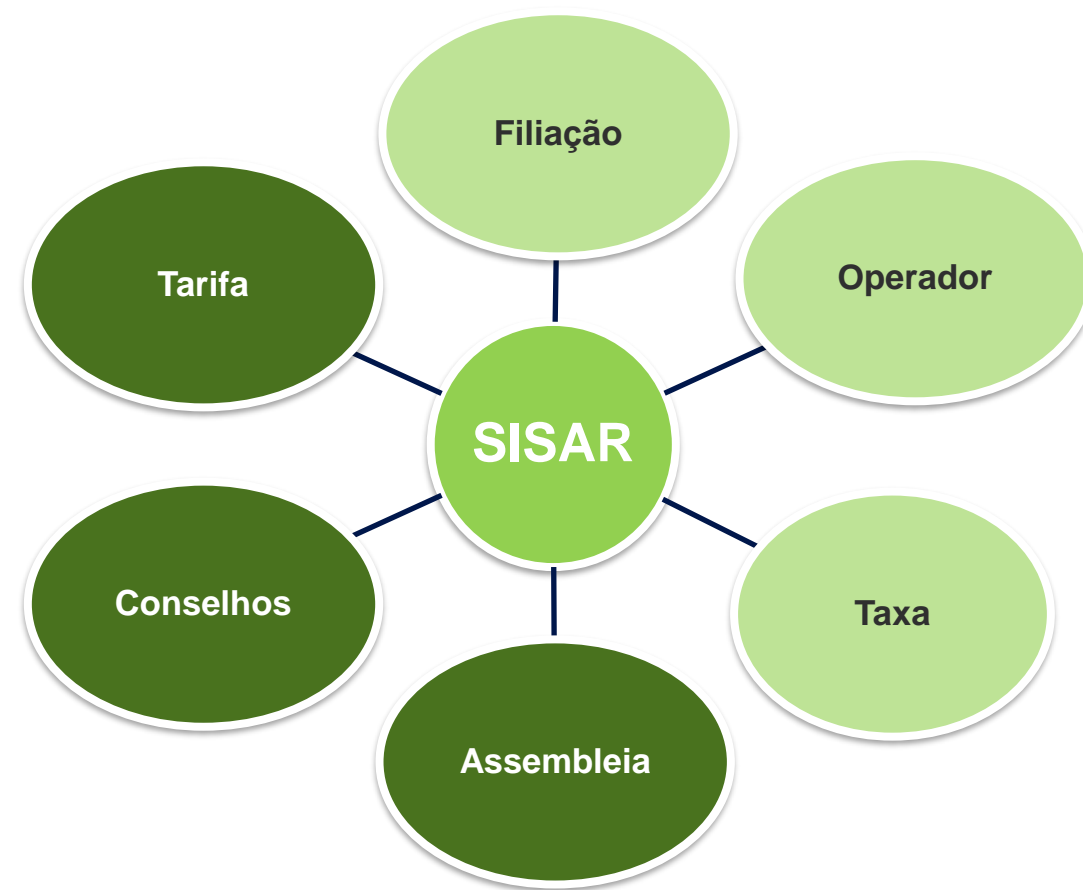 Filiação
Operador
Tarifa
SISAR
Conselhos
Taxa
Assembleia